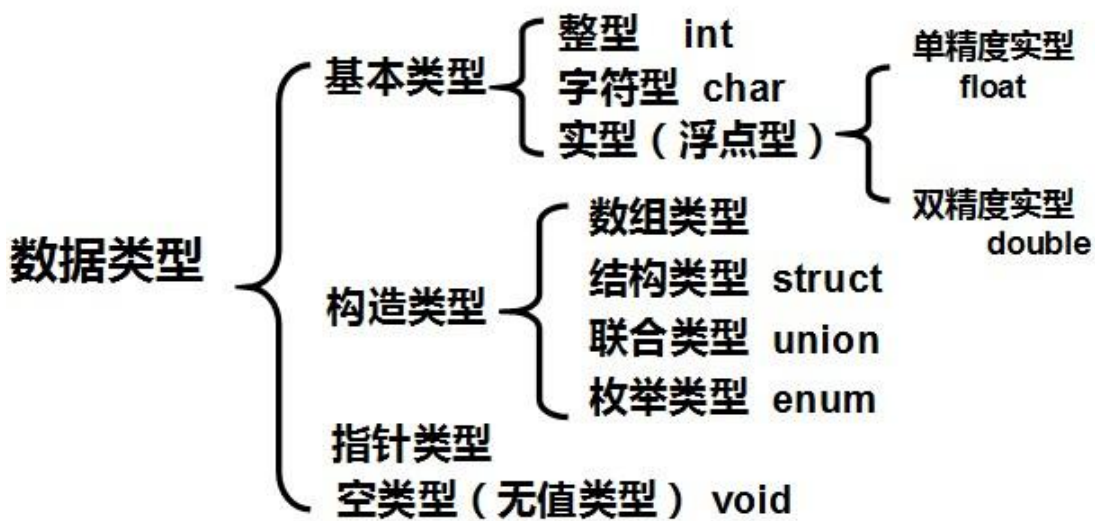 数据类型
基本类型
整型 int
字符型 char
实型（浮点型）
单精度实型
float
双精度实型
double
构造类型
数组类型
结构类型 struct
联合类型 union
枚举类型 enum
指针类型
空类型（无值类型）void